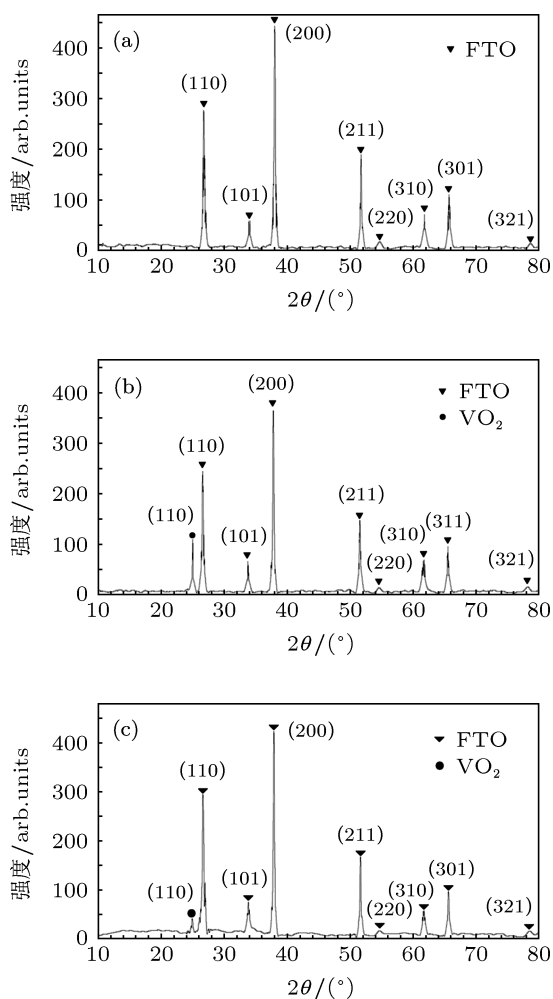 (a)
(200)
▼ FTO
(110)
(211)
(101)
(310)
(301)
(220)
(321)
强度/arb.units
400
300
200
100
0
10 20 30 40 50 60 70 80
2θ/(°)
(b)
(200)
▼ FTO
● VO₂
(110)
(110)
(211)
(101)
(310)
(311)
(220)
(321)
强度/arb.units
400
300
200
100
0
10 20 30 40 50 60 70 80
2θ/(°)
(c)
(200)
▼ FTO
● VO₂
(110)
(211)
(110)
(101)
(310)
(301)
(220)
(321)
强度/arb.units
400
300
200
100
0
10 20 30 40 50 60 70 80
2θ/(°)